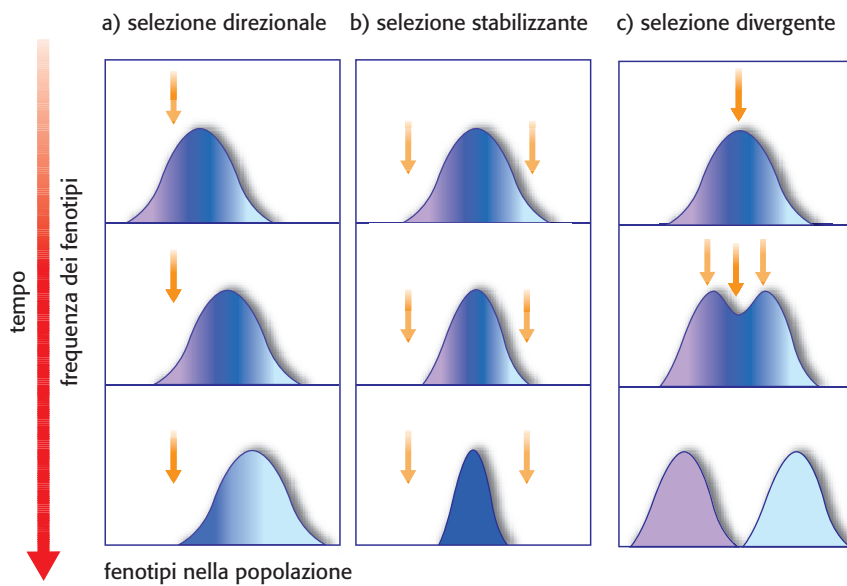 a) selezione direzionale
b) selezione stabilizzante
c) selezione divergente
tempo
frequenza dei fenotipi
fenotipi nella popolazione